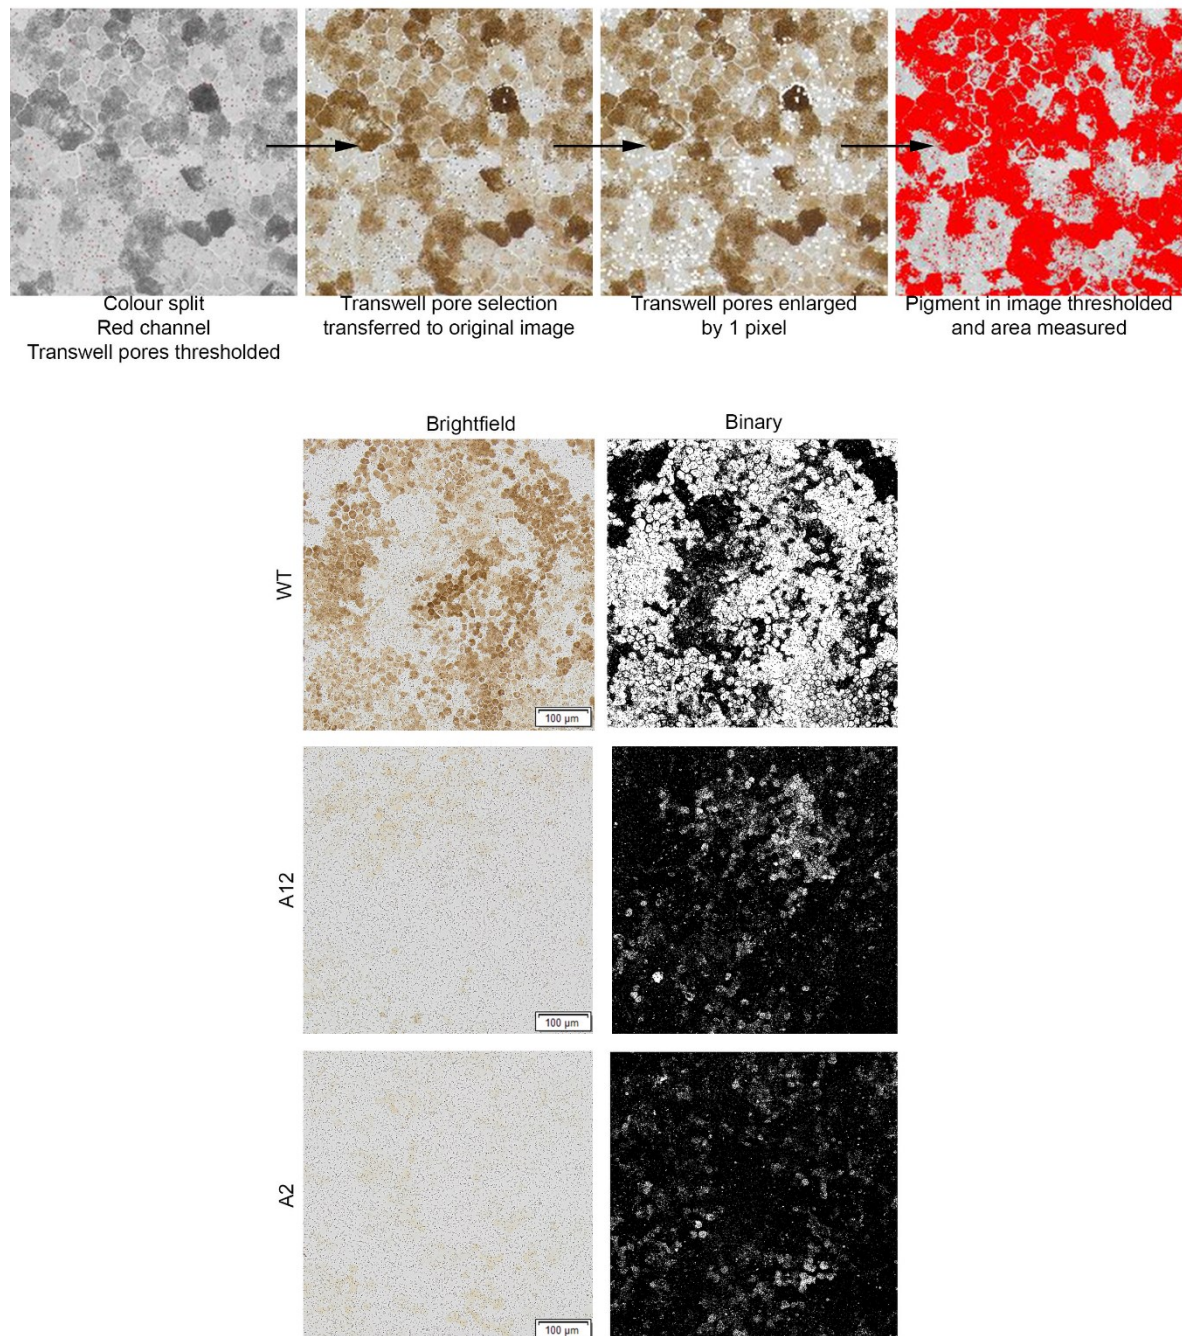 Colour split
Red channel
Transwell pores thresholded
Transwell pore selection
transferred to original image
Transwell pores enlarged
by 1 pixel
Pigment in image thresholded
and area measured
Brightfield
Binary
WT
100 µm
A12
100 µm
A2
100 µm